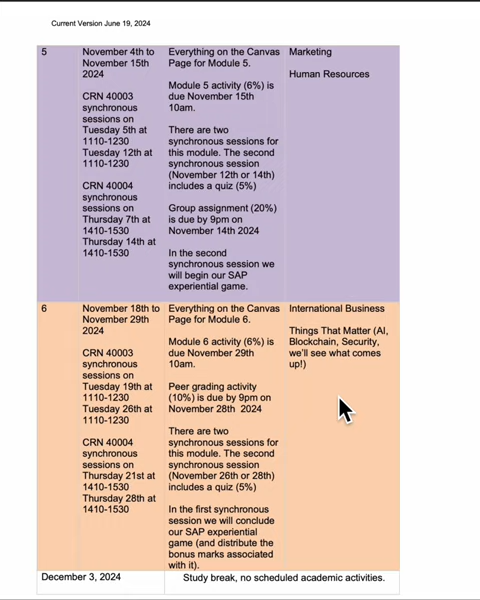 Current Version June 19, 2024
5
November 4th to
November 15th
2024
CRN 40003
synchronous
sessions on
Tuesday 5th at
1110-1230
Tuesday 12th at
1110-1230
CRN 40004
synchronous
sessions on
Thursday 7th at
1410-1530
Thursday 14th at
1410-1530
Everything on the Canvas
Page for Module 5.
Module 5 activity (6%) is
due November 15th
10am.
There are two
synchronous sessions for
this module. The second
synchronous session
(November 12th or 14th)
includes a quiz (5%)
Group assignment (20%)
is due by 9pm on
November 14th 2024
In the second
synchronous session we
will begin our SAP
experiential game.
Marketing
Human Resources
6
November 18th to
November 29th
2024
CRN 40003
synchronous
sessions on
Tuesday 19th at
1110-1230
Tuesday 26th at
1110-1230
CRN 40004
synchronous
sessions on
Thursday 21st at
1410-1530
Thursday 28th at
1410-1530
Everything on the Canvas
Page for Module 6.
Module 6 activity (6%) is
due November 29th
10am.
Peer grading activity
(10%) is due by 9pm on
November 28th 2024
There are two
synchronous sessions for
this module. The second
synchronous session
(November 26th or 28th)
includes a quiz (5%)
In the first synchronous
session we will conclude
our SAP experiential
game (and distribute the
bonus marks associated
with it).
International Business
Things That Matter (AI,
Blockchain, Security,
we'll see what comes
up!)
December 3, 2024
Study break, no scheduled academic activities.